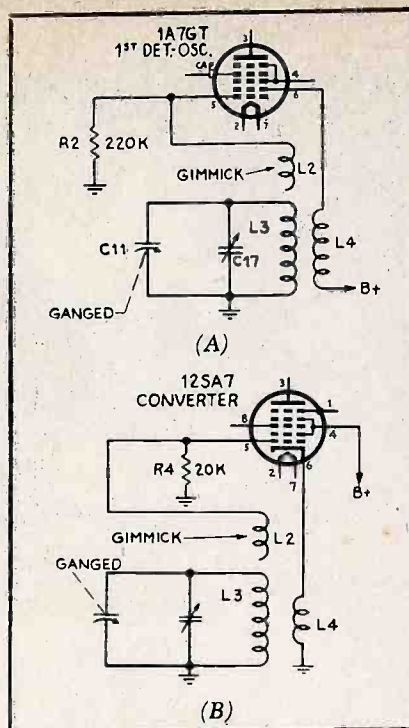 1A7GT
1ST DET.-OSC.
3
CAP
4
5
6
2 7
R2 220K
GIMMICK
L2
C11
C17
L3
L4
GANGED
B+
(A)
12SA7
CONVERTER
3
1
8
4
5
6
2
7
R4 20K
B+
GIMMICK
L2
GANGED
L3
L4
(B)